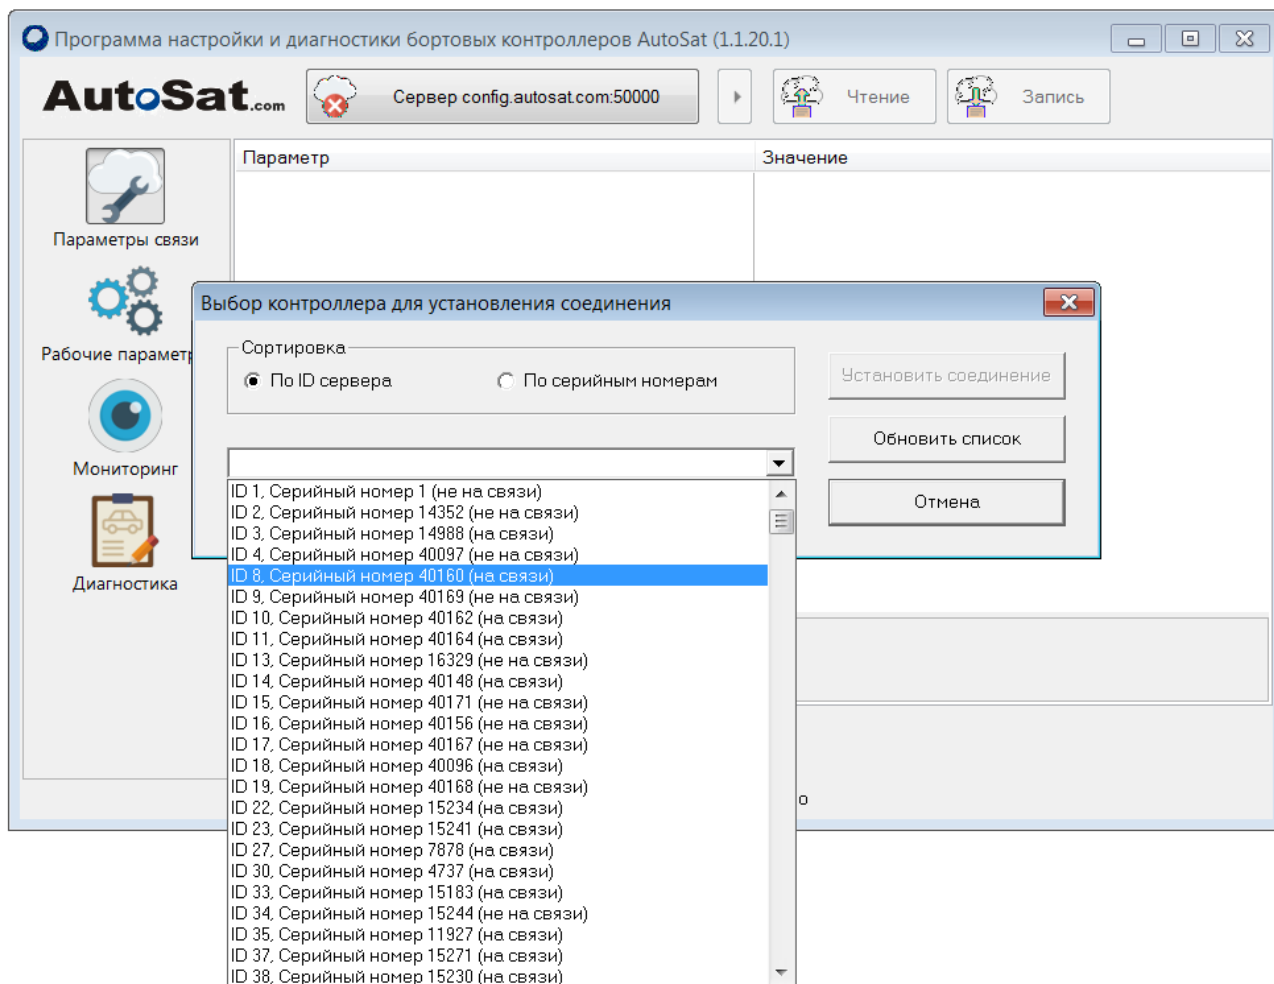 Программа настройки и диагностики бортовых контроллеров AutoSat (1.1.20.1)
AutoSat.com
Сервер config.autosat.com:50000
Чтение
Запись
Параметр
Значение
Параметры связи
Рабочие
Мониторинг
Диагностика
Выбор контроллера для установления соединения
Сортировка
По ID сервера
По серийным номерам
Установить соединение
Обновить список
Отмена
ID 1, Серийный номер 1 (не на связи)
ID 2, Серийный номер 14352 (не на связи)
ID 3, Серийный номер 14988 (на связи)
ID 4, Серийный номер 40097 (не на связи)
ID 8, Серийный номер 40160 (на связи)
ID 9, Серийный номер 40169 (не на связи)
ID 10, Серийный номер 40162 (на связи)
ID 11, Серийный номер 40164 (на связи)
ID 13, Серийный номер 16329 (не на связи)
ID 14, Серийный номер 40148 (на связи)
ID 15, Серийный номер 40171 (не на связи)
ID 16, Серийный номер 40156 (не на связи)
ID 17, Серийный номер 40167 (не на связи)
ID 18, Серийный номер 40096 (на связи)
ID 19, Серийный номер 40168 (не на связи)
ID 22, Серийный номер 15234 (на связи)
ID 23, Серийный номер 15241 (на связи)
ID 27, Серийный номер 7878 (на связи)
ID 30, Серийный номер 4737 (на связи)
ID 33, Серийный номер 15183 (на связи)
ID 34, Серийный номер 15244 (не на связи)
ID 35, Серийный номер 11927 (на связи)
ID 37, Серийный номер 15271 (на связи)
ID 38, Серийный номер 15230 (на связи)